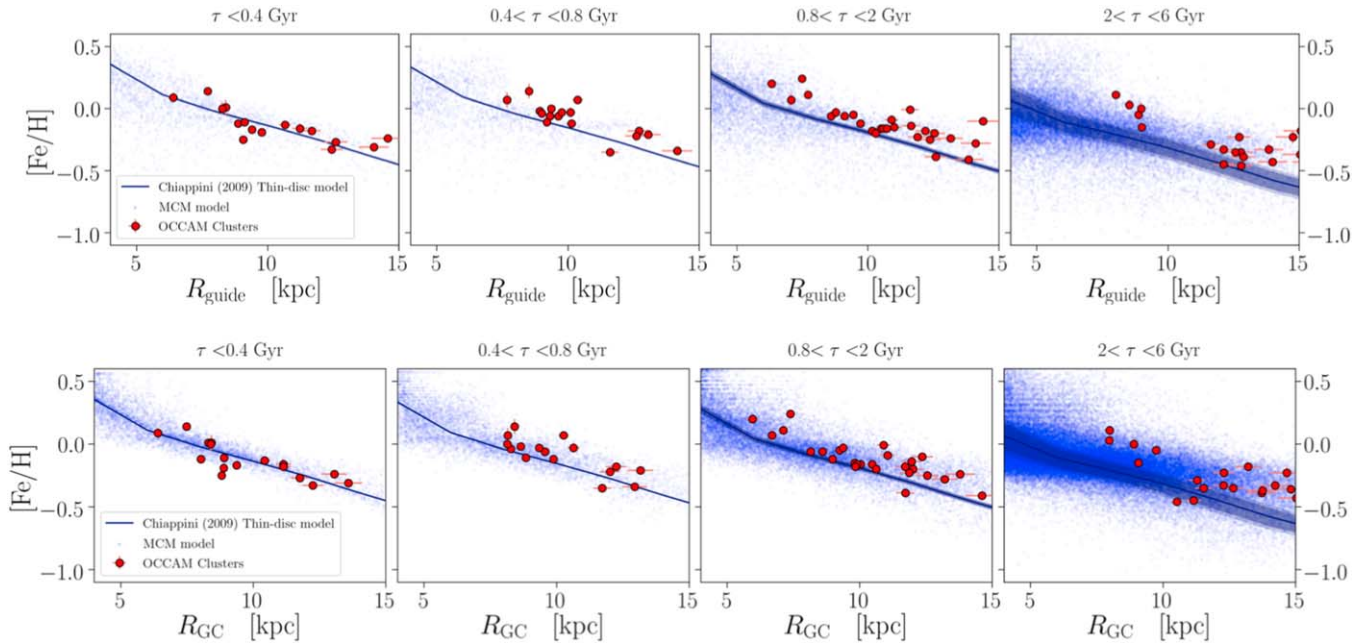 τ <0.4 Gyr
0.4< τ <0.8 Gyr
0.8< τ <2 Gyr
2< τ <6 Gyr
0.5
0.0
−0.5
−1.0
[Fe/H]
Chiappini (2009) Thin-disc model
MCM model
OCCAM Clusters
0.5
0.0
−0.5
−1.0
5 10 15
5 10 15
5 10 15
5 10 15
R_guide [kpc]
R_guide [kpc]
R_guide [kpc]
R_guide [kpc]
τ <0.4 Gyr
0.4< τ <0.8 Gyr
0.8< τ <2 Gyr
2< τ <6 Gyr
0.5
0.0
−0.5
−1.0
[Fe/H]
Chiappini (2009) Thin-disc model
MCM model
OCCAM Clusters
0.5
0.0
−0.5
−1.0
5 10 15
5 10 15
5 10 15
5 10 15
R_GC [kpc]
R_GC [kpc]
R_GC [kpc]
R_GC [kpc]